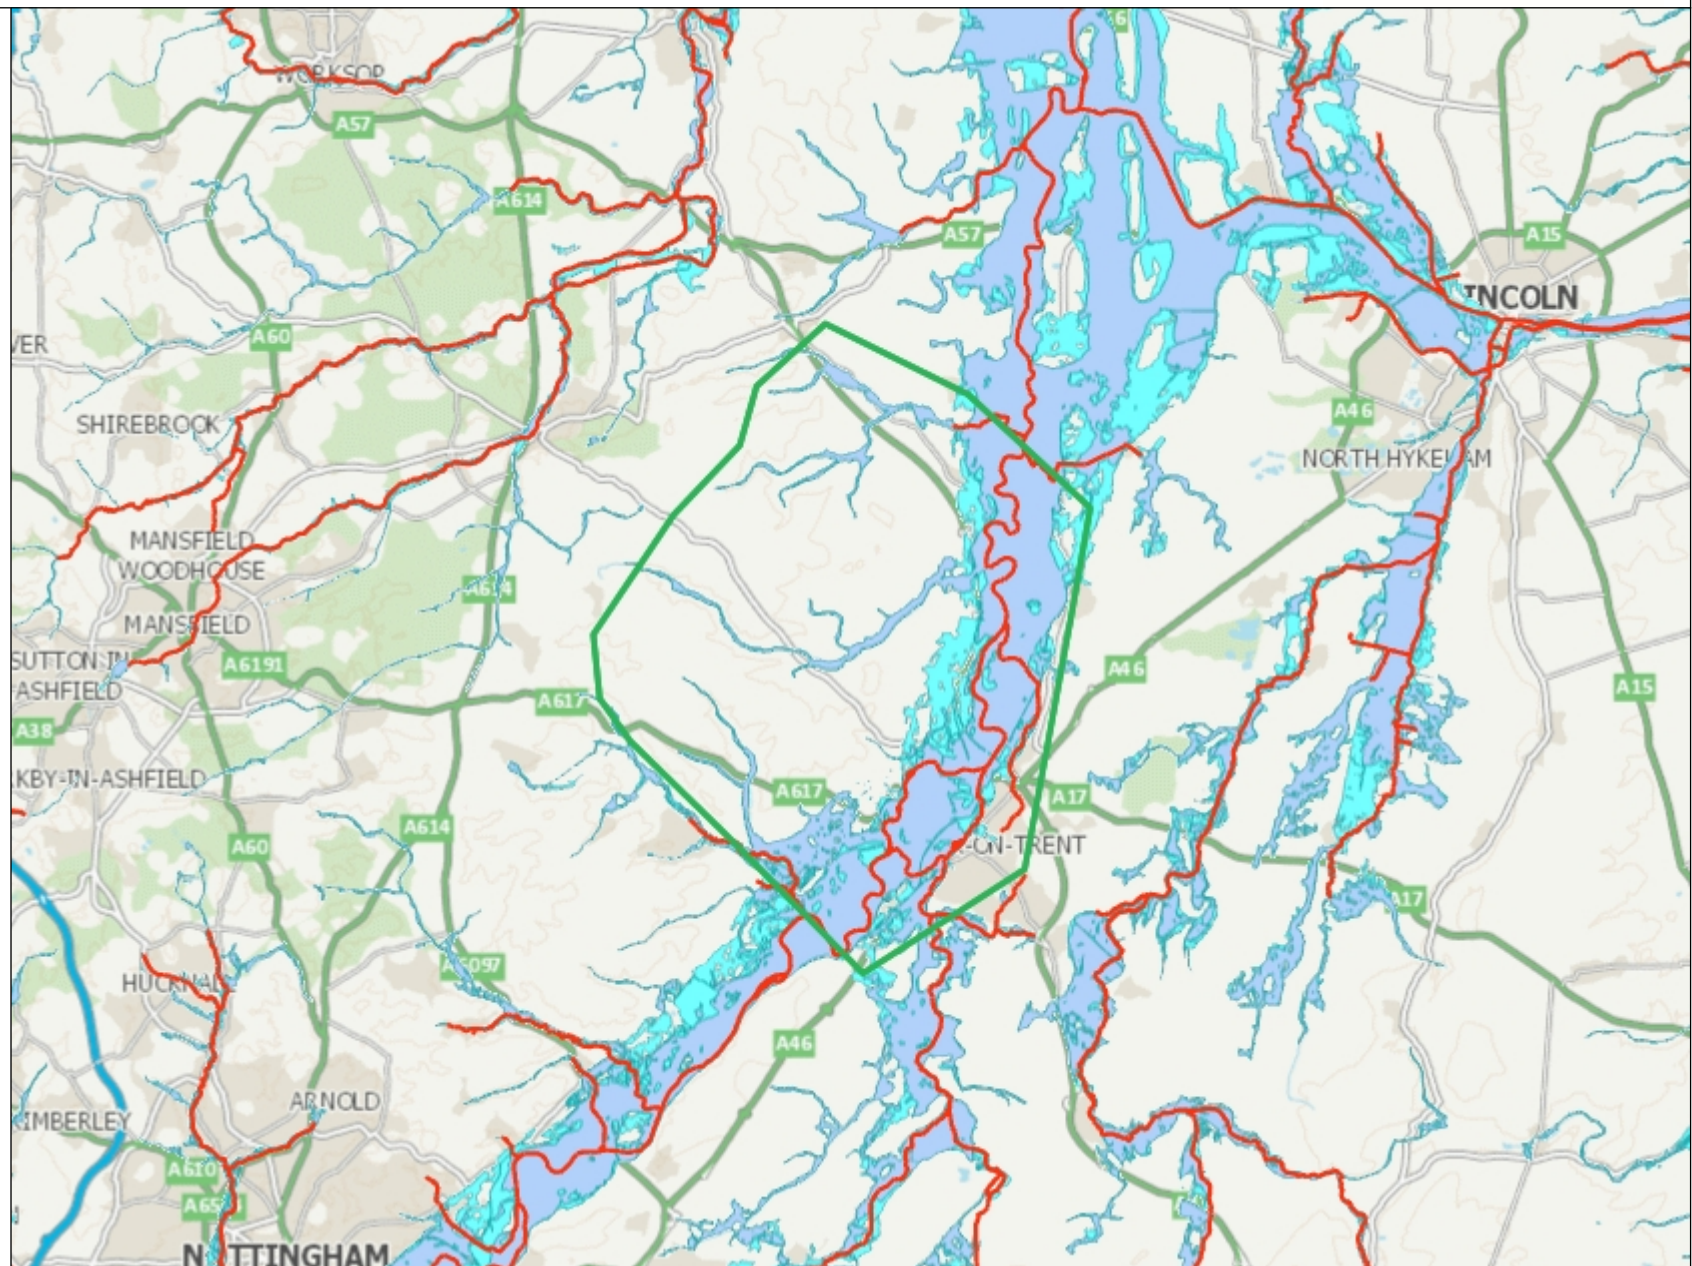 WORKSOP
A57
A614
A57
A15
INCOLN
A60
VER
SHIREBROOK
A46
NORTH HYKEHAM
MANSFIELD
WOODHOUSE
A614
MANSFIELD
SUTTON IN
ASHFIELD
A6191
A46
A15
A617
A38
KBY-IN-ASHFIELD
A617
A17
A614
A60
-ON-TRENT
A17
HUCKNALL
A6097
A46
ARNOLD
IMBERLEY
A610
NOTTINGHAM